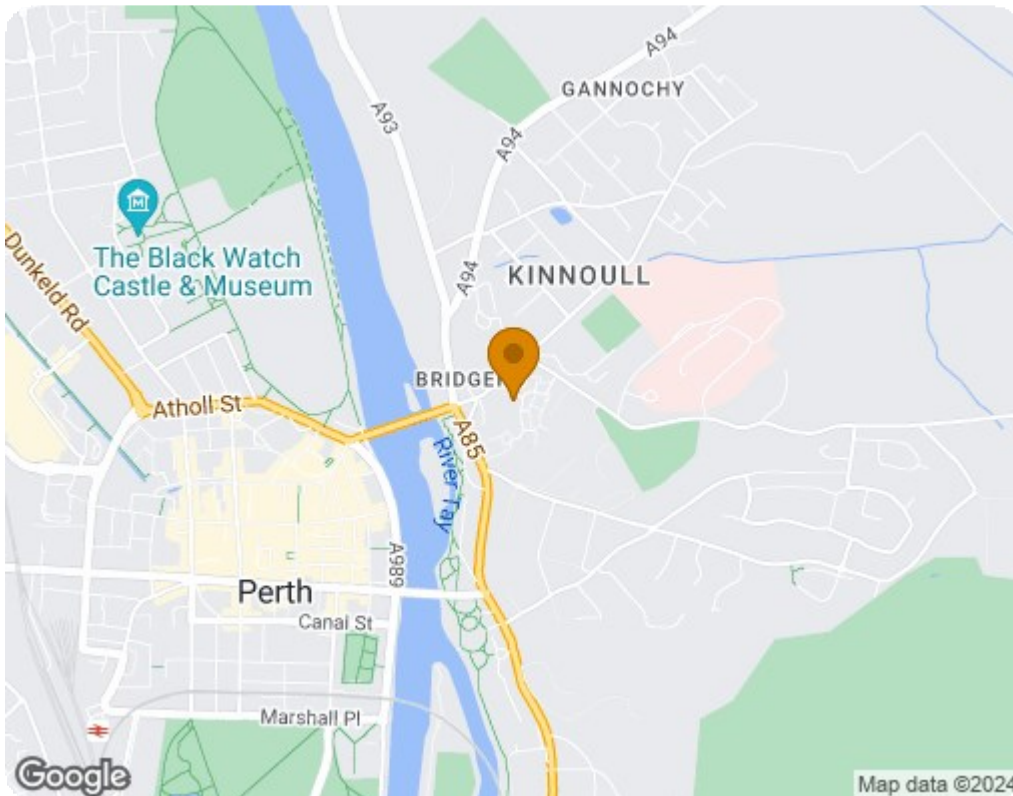 A94
GANNOCHY
A93
A94
The Black Watch
Castle & Museum
Dunkeld Rd
A94
KINNOULL
BRIDGE
Atholl St
A85
River Tay
A989
Perth
Canal St
Marshall Pl
Google
Map data ©2024